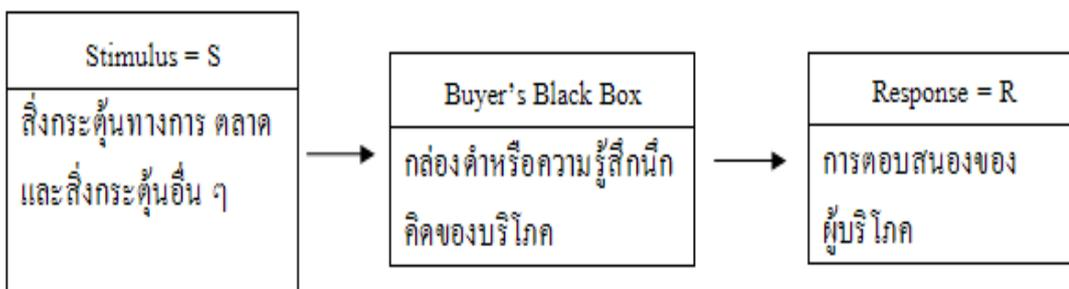 Stimulus = S
สิ่งกระตุ้นทางการ ตลาด
และสิ่งกระตุ้นอื่น ๆ
Buyer's Black Box
กล่องดำหรือความรู้สึกนึก
คิดของบริโภค
Response = R
การตอบสนองของ
ผู้บริโภค